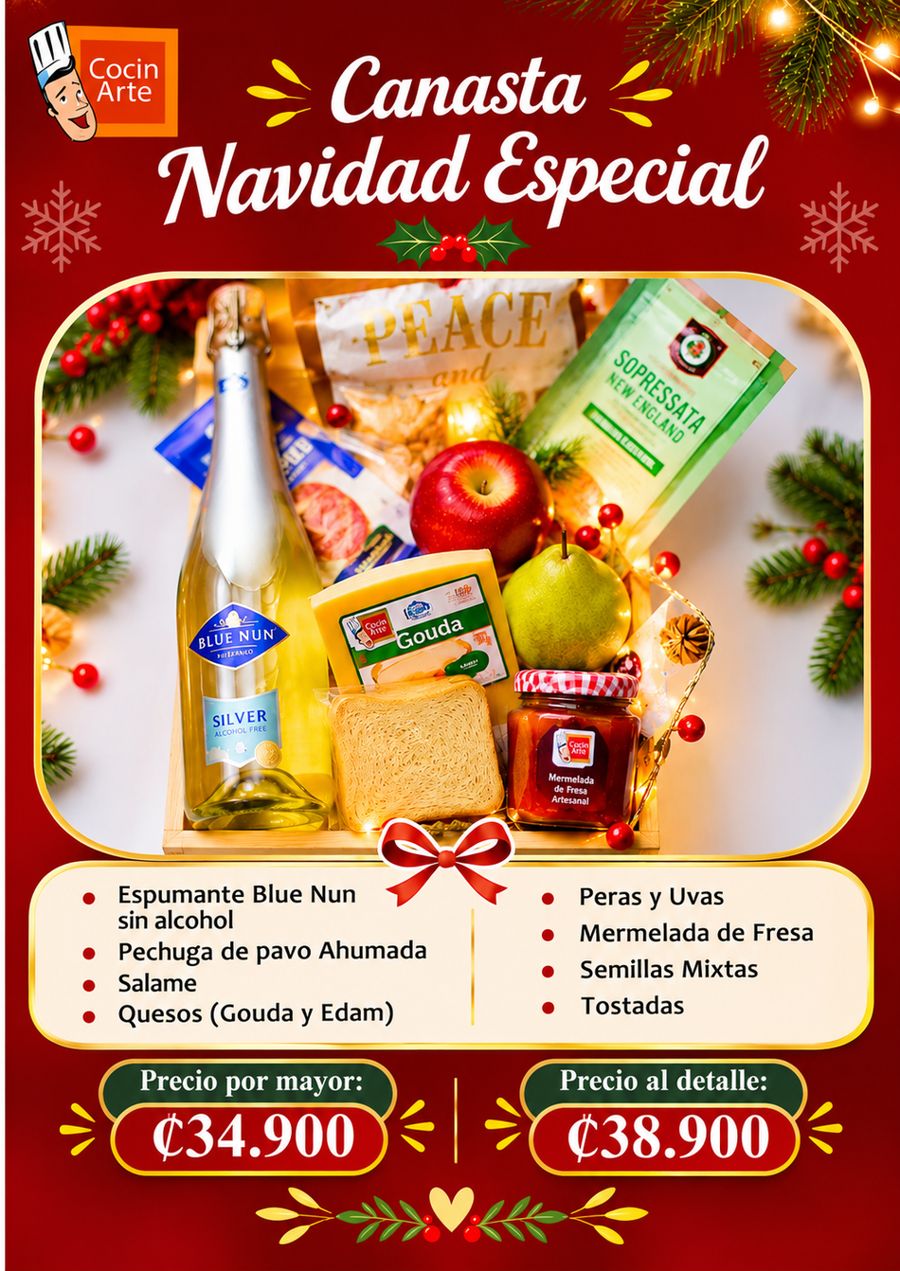 Cocin
Arte
Canasta
Navidad Especial
PEACE
and
SOPRESSATA
NEW ENGLAND
BLUE NUN
SILVER
ALCOHOL FREE
Cocin
Arte
Gouda
Cocin
Arte
Mermelada
de Fresa
Artesanal
Espumante Blue Nun
sin alcohol
Pechuga de pavo Ahumada
Salame
Quesos (Gouda y Edam)
Peras y Uvas
Mermelada de Fresa
Semillas Mixtas
Tostadas
Precio por mayor:
₡34.900
Precio al detalle:
₡38.900